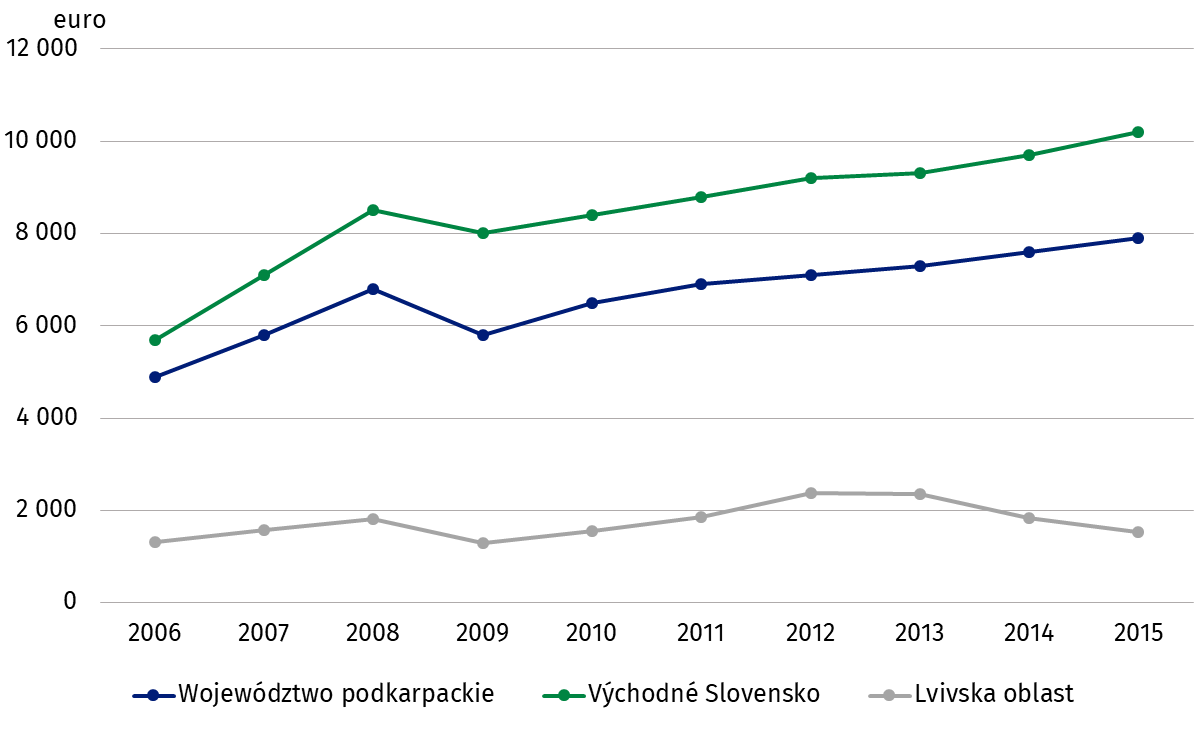 euro
12 000
10 000
8 000
6 000
4 000
2 000
0
2006 2007 2008 2009 2010 2011 2012 2013 2014 2015
Województwo podkarpackie Východné Slovensko Lvivska oblast